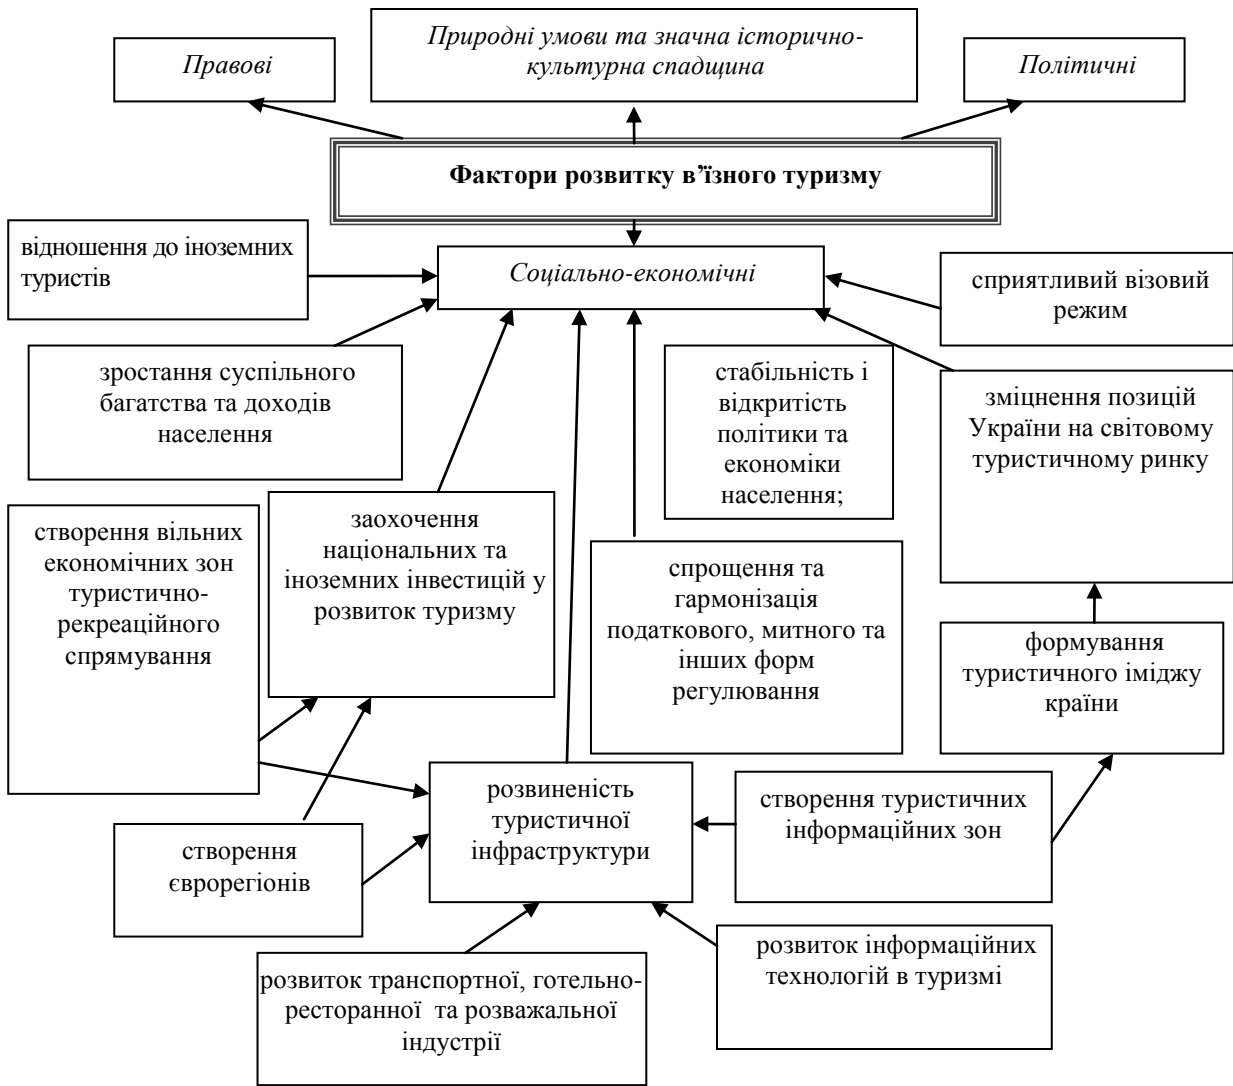 Природні умови та значна історично-
культурна спадщина
Правові
Політичні
Фактори розвитку в’їзного туризму
відношення до іноземних
туристів
Соціально-економічні
сприятливий візовий
режим
зростання суспільного
багатства та доходів
населення
стабільність і
відкритість
політики та
економіки
населення;
зміцнення позицій
України на світовому
туристичному ринку
створення вільних
економічних зон
туристично-
рекреаційного
спрямування
заохочення
національних та
іноземних інвестицій у
розвиток туризму
спрощення та
гармонізація
податкового, митного та
інших форм
регулювання
формування
туристичного іміджу
країни
розвиненість
туристичної
інфраструктури
створення туристичних
інформаційних зон
створення
єврорегіонів
розвиток транспортної, готельно-
ресторанної та розважальної
індустрії
розвиток інформаційних
технологій в туризмі